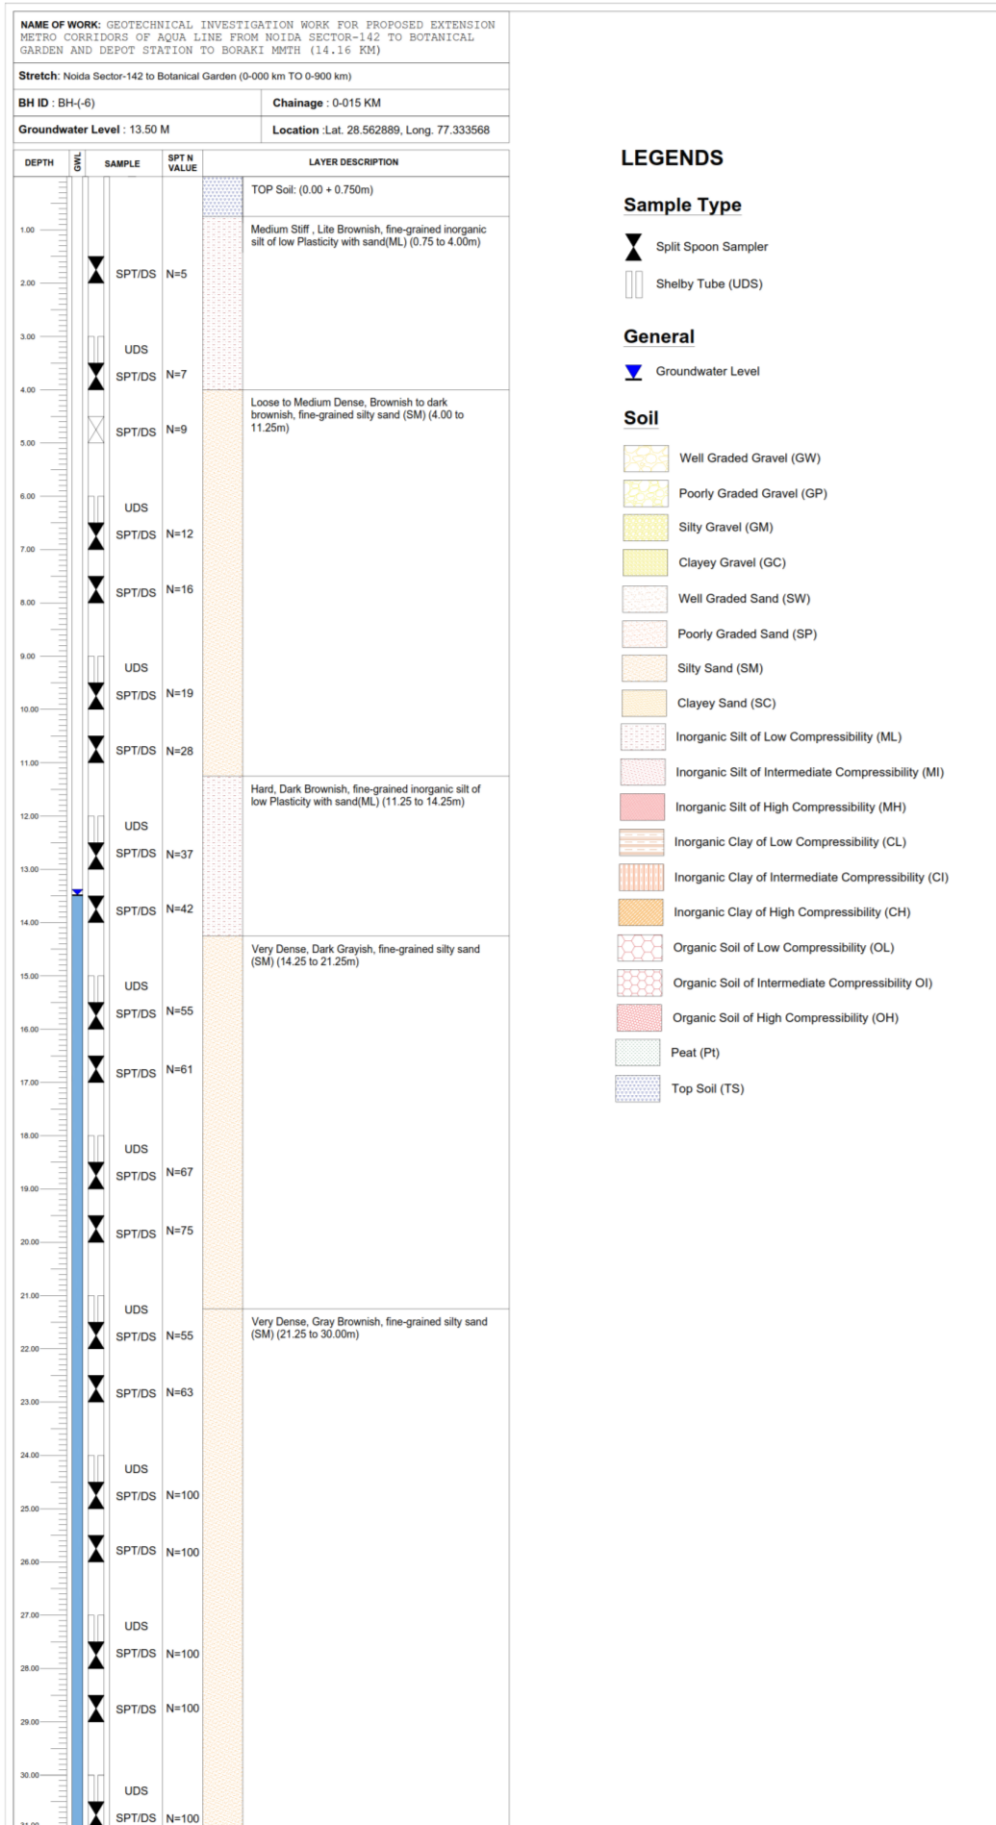 NAME OF WORK: GEOTECHNICAL INVESTIGATION WORK FOR PROPOSED EXTENSION
METRO CORRIDORS OF AQUA LINE FROM NOIDA SECTOR-142 TO BOTANICAL
GARDEN AND DEPOT STATION TO BORAKI MMTH (14.16 KM)
Stretch: Noida Sector-142 to Botanical Garden (0-000 km TO 0-900 km)
BH ID : BH-(-6)
Chainage : 0-015 KM
Groundwater Level : 13.50 M
Location :Lat. 28.562889, Long. 77.333568
DEPTH
GWL
SAMPLE
SPT N
VALUE
LAYER DESCRIPTION
TOP Soil: (0.00 + 0.750m)
1.00
Medium Stiff , Lite Brownish, fine-grained inorganic
silt of low Plasticity with sand(ML) (0.75 to 4.00m)
SPT/DS N=5
2.00
3.00
UDS
SPT/DS N=7
4.00
Loose to Medium Dense, Brownish to dark
brownish, fine-grained silty sand (SM) (4.00 to
11.25m)
SPT/DS N=9
5.00
6.00
UDS
SPT/DS N=12
7.00
SPT/DS N=16
8.00
9.00
UDS
SPT/DS N=19
10.00
SPT/DS N=28
11.00
Hard, Dark Brownish, fine-grained inorganic silt of
low Plasticity with sand(ML) (11.25 to 14.25m)
12.00
UDS
SPT/DS N=37
13.00
SPT/DS N=42
14.00
Very Dense, Dark Grayish, fine-grained silty sand
(SM) (14.25 to 21.25m)
15.00
UDS
SPT/DS N=55
16.00
SPT/DS N=61
17.00
18.00
UDS
SPT/DS N=67
19.00
SPT/DS N=75
20.00
21.00
UDS
Very Dense, Gray Brownish, fine-grained silty sand
(SM) (21.25 to 30.00m)
SPT/DS N=55
22.00
SPT/DS N=63
23.00
24.00
UDS
SPT/DS N=100
25.00
SPT/DS N=100
26.00
27.00
UDS
SPT/DS N=100
28.00
SPT/DS N=100
29.00
30.00
UDS
SPT/DS N=100
31.00
LEGENDS
Sample Type
Split Spoon Sampler
Shelby Tube (UDS)
General
Groundwater Level
Soil
Well Graded Gravel (GW)
Poorly Graded Gravel (GP)
Silty Gravel (GM)
Clayey Gravel (GC)
Well Graded Sand (SW)
Poorly Graded Sand (SP)
Silty Sand (SM)
Clayey Sand (SC)
Inorganic Silt of Low Compressibility (ML)
Inorganic Silt of Intermediate Compressibility (MI)
Inorganic Silt of High Compressibility (MH)
Inorganic Clay of Low Compressibility (CL)
Inorganic Clay of Intermediate Compressibility (CI)
Inorganic Clay of High Compressibility (CH)
Organic Soil of Low Compressibility (OL)
Organic Soil of Intermediate Compressibility OI)
Organic Soil of High Compressibility (OH)
Peat (Pt)
Top Soil (TS)